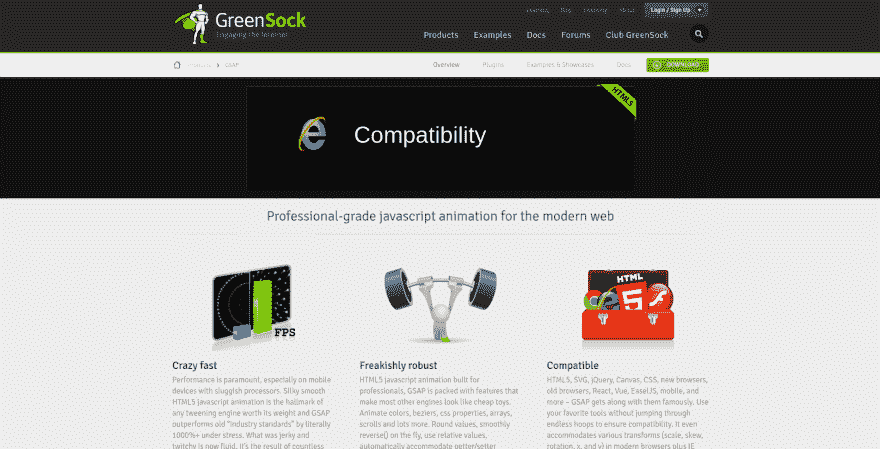 GreenSock
Engaging the Internet
Learning Blog Licensing About Login / Sign Up
Products Examples Docs Forums Club GreenSock
Products GSAP
Overview Plugins Examples & Showcases Docs
HTML5
Compatibility
Professional-grade javascript animation for the modern web
FPS
HTML
5
Crazy fast
Performance is paramount, especially on mobile
devices with sluggish processors. Silky smooth
HTML5 javascript animation is the hallmark of
any tweening engine worth its weight and GSAP
outperforms old "industry standards" by literally
1000%+ under stress. What was jerky and
twitchy is now fluid. It's the result of countless
Freakishly robust
HTML5 javascript animation built for
professionals, GSAP is packed with features that
make most other engines look like cheap toys.
Animate colors, beziers, css properties, arrays,
scrolls and lots more. Round values, smoothly
reverse() on the fly, use relative values,
automatically accommodate getter/setter
Compatible
HTML5, SVG, jQuery, Canvas, CSS, new browsers,
old browsers, React, Vue, EaselJS, mobile, and
more – GSAP gets along with them famously. Use
your favorite tools without jumping through
endless hoops to ensure compatibility. It even
accommodates various transforms (scale, skew,
rotation, x, and y) in modern browsers plus IE